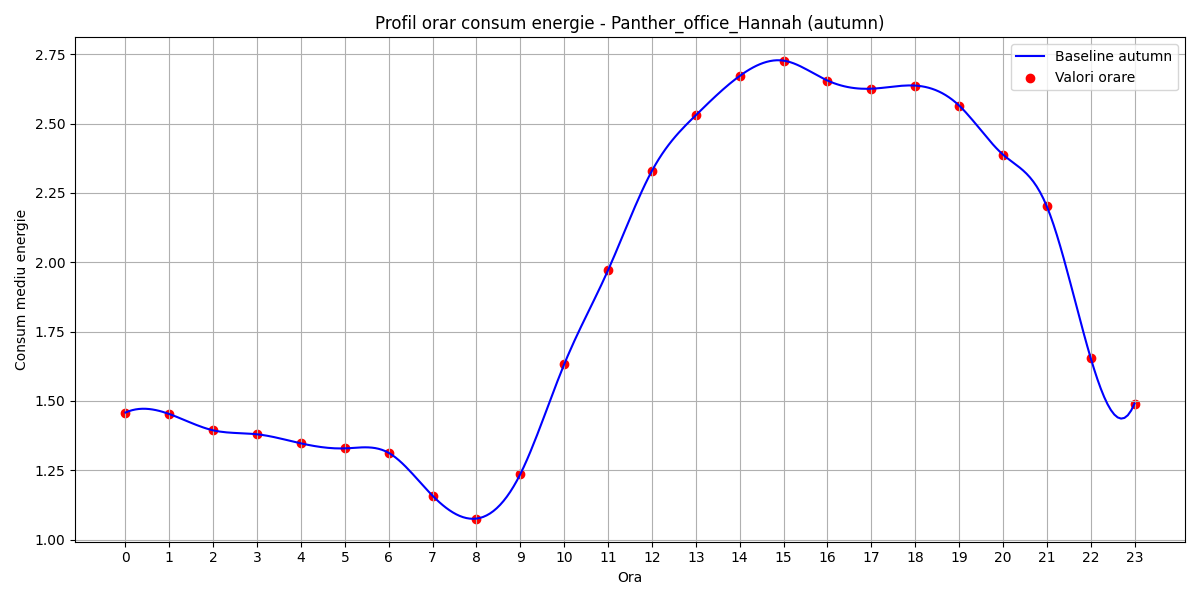 Profil orar consum energie - Panther_office_Hannah (autumn)
Baseline autumn
Valori orare
Consum mediu energie
2.75
2.50
2.25
2.00
1.75
1.50
1.25
1.00
0 1 2 3 4 5 6 7 8 9 10 11 12 13 14 15 16 17 18 19 20 21 22 23
Ora